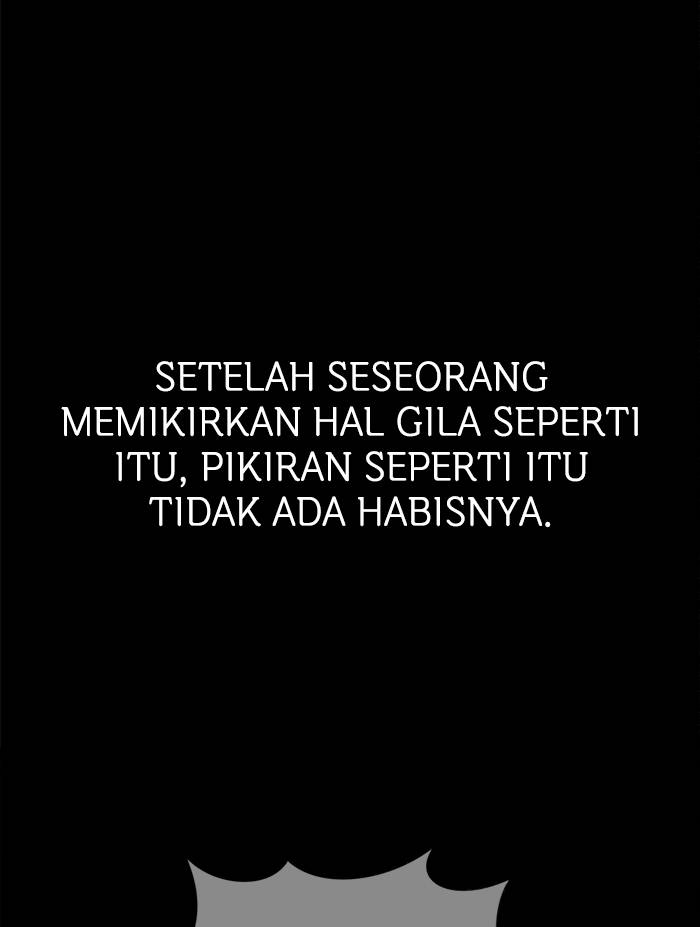 SETELAH SESEORANG
MEMIKIRKAN HAL GILA SEPERTI
ITU, PIKIRAN SEPERTI ITU
TIDAK ADA HABISNYA.